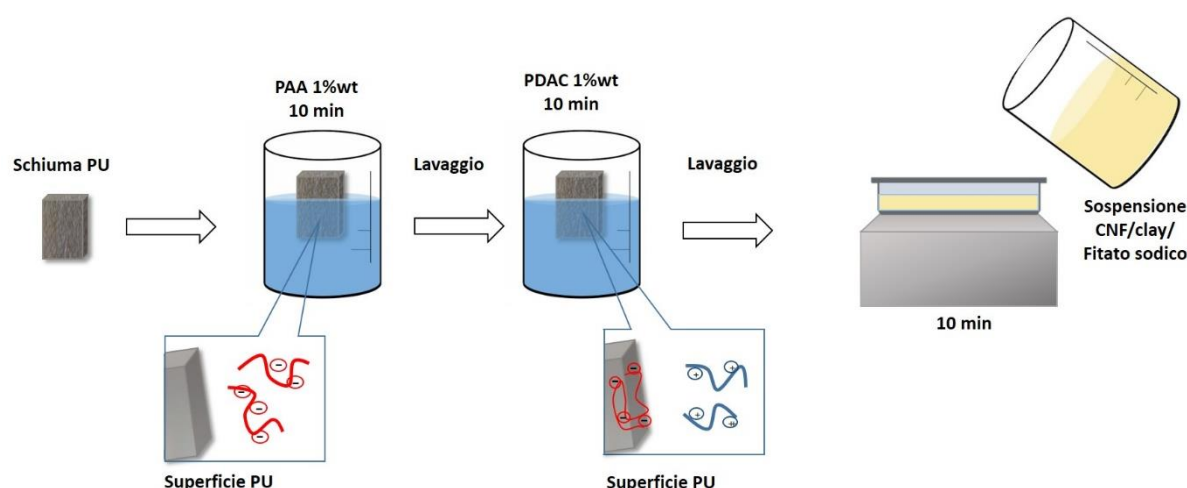 Schiuma PU
PAA 1%wt
10 min
Lavaggio
PDAC 1%wt
10 min
Lavaggio
Sospensione
CNF/clay/
Fitato sodico
10 min
Superficie PU
Superficie PU